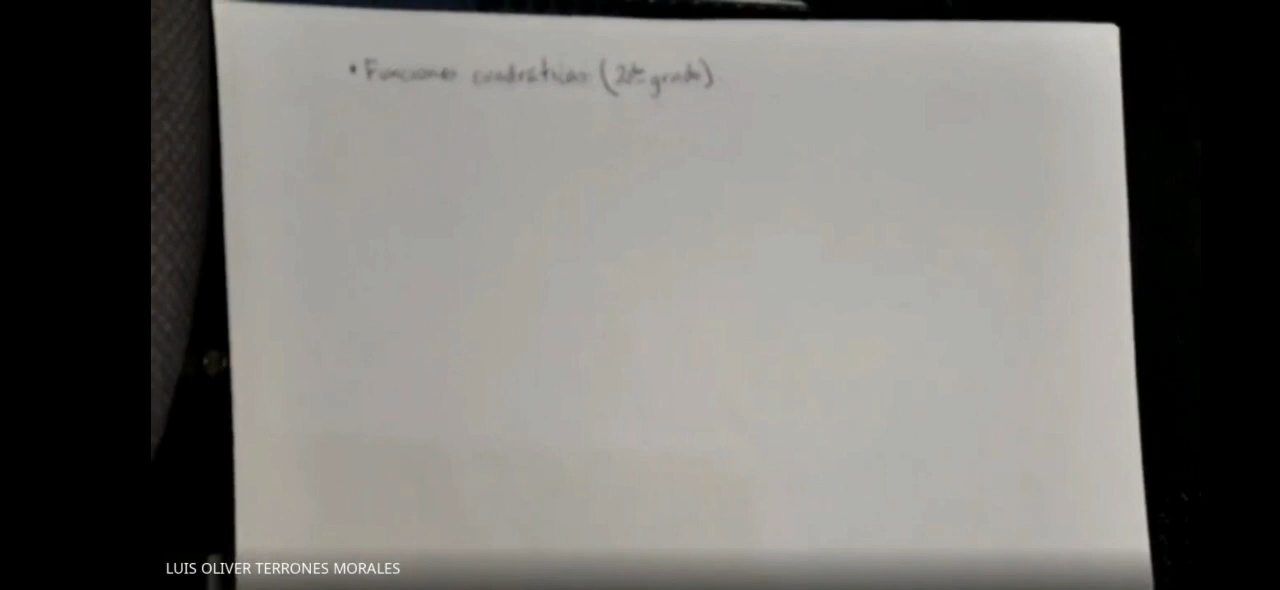 • Funciones cuadráticas (2do grado)
LUIS OLIVER TERRONES MORALES